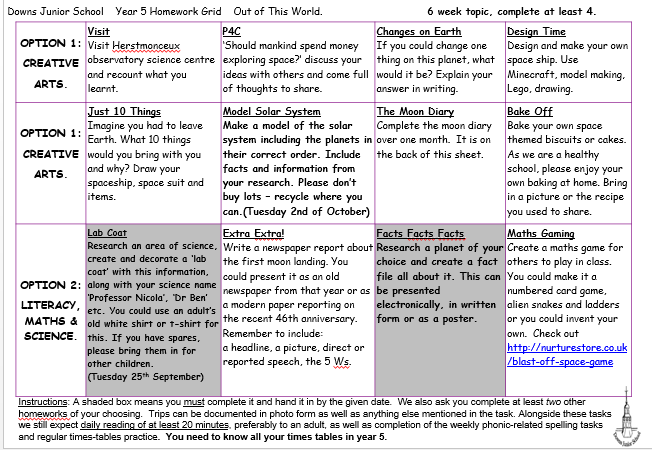 Downs Junior School Year 5 Homework Grid Out of This World. 6 week topic, complete at least 4.
OPTION 1:
CREATIVE
ARTS.
Visit
Visit Herstmonceux
observatory science centre
and recount what you
learnt.
P4C
‘Should mankind spend money
exploring space?’ discuss your
ideas with others and come full
of thoughts to share.
Changes on Earth
If you could change one
thing on this planet, what
would it be? Explain your
answer in writing.
Design Time
Design and make your own
space ship. Use
Minecraft, model making,
Lego, drawing.
OPTION 1:
CREATIVE
ARTS.
Just 10 Things
Imagine you had to leave
Earth. What 10 things
would you bring with you
and why? Draw your
spaceship, space suit and
items.
Model Solar System
Make a model of the solar
system including the planets in
their correct order. Include
facts and information from
your research. Please don’t
buy lots – recycle where you
can.(Tuesday 2nd of October)
The Moon Diary
Complete the moon diary
over one month. It is on
the back of this sheet.
Bake Off
Bake your own space
themed biscuits or cakes.
As we are a healthy
school, please enjoy your
own baking at home. Bring
in a picture or the recipe
you used to share.
OPTION 2:
LITERACY,
MATHS &
SCIENCE.
Lab Coat
Research an area of science,
create and decorate a ‘lab
coat’ with this information,
along with your science name
‘Professor Nicola’, ‘Dr Ben’
etc. You could use an adult’s
old white shirt or t-shirt for
this. If you have spares,
please bring them in for
other children.
(Tuesday 25th September)
Extra Extra!
Write a newspaper report about
the first moon landing. You
could present it as an old
newspaper from that year or as
a modern paper reporting on
the recent 46th anniversary.
Remember to include:
a headline, a picture, direct or
reported speech, the 5 Ws.
Facts Facts Facts
Research a planet of your
choice and create a fact
file all about it. This can
be presented
electronically, in written
form or as a poster.
Maths Gaming
Create a maths game for
others to play in class.
You could make it a
numbered card game,
alien snakes and ladders
or you could invent your
own. Check out
http://nurturestore.co.uk
/blast-off-space-game
Instructions: A shaded box means you must complete it and hand it in by the given date. We also ask you complete at least two other
homeworks of your choosing. Trips can be documented in photo form as well as anything else mentioned in the task. Alongside these tasks
we still expect daily reading of at least 20 minutes, preferably to an adult, as well as completion of the weekly phonic-related spelling tasks
and regular times-tables practice. You need to know all your times tables in year 5.